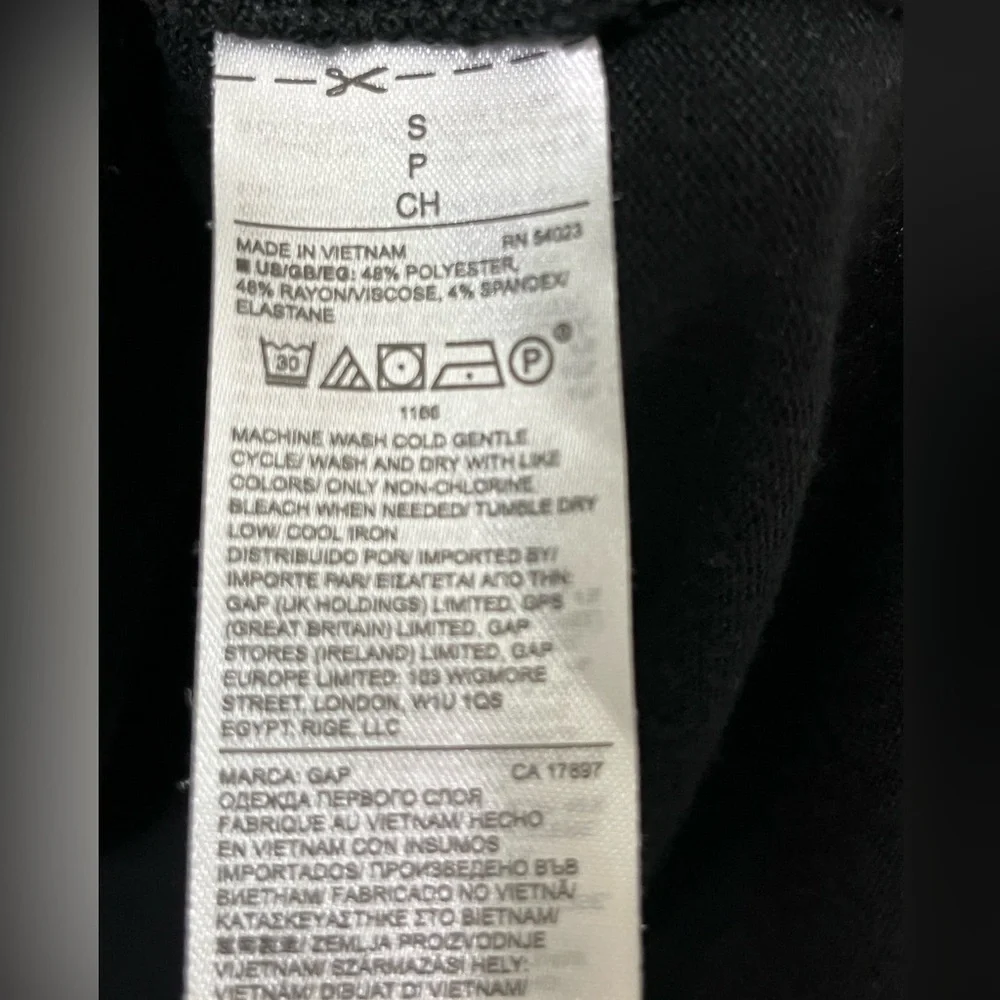 S
P
CH
MADE IN VIETNAM RN 54023
US/GB/EG: 48% POLYESTER,
48% RAYON/VISCOSE, 4% SPANDEX/
ELASTANE
30 P ®
1166
MACHINE WASH COLD GENTLE
CYCLE/ WASH AND DRY WITH LIKE
COLORS/ ONLY NON-CHLORINE
BLEACH WHEN NEEDED/ TUMBLE DRY
LOW/ COOL IRON
DISTRIBUIDO POR/ IMPORTED BY/
IMPORTE PAR/ ΕΙΣΑΓΕΤΑΙ ΑΠΟ ΤΗΝ:
GAP (UK HOLDINGS) LIMITED, GPS
(GREAT BRITAIN) LIMITED, GAP
STORES (IRELAND) LIMITED, GAP
EUROPE LIMITED: 103 WIGMORE
STREET, LONDON, W1U 1QS
EGYPT: RIGE, LLC
MARCA: GAP CA 17897
ОДЕЖДА ПЕРВОГО СЛОЯ
FABRIQUE AU VIETNAM/ HECHO
EN VIETNAM CON INSUMOS
IMPORTADOS/ ПРОИЗВЕДЕНО ВЪВ
ВИЕТНАМ/ FABRICADO NO VIETNÃ/
ΚΑΤΑΣΚΕΥΑΣΤΗΚΕ ΣΤΟ ΒΙΕΤΝΑΜ/
ZEMLJA PROIZVODNJE
VIJETNAM/ SZÁRMAZÁSI HELY:
VIETNAM/ DIBUAT DI VIETNAM/